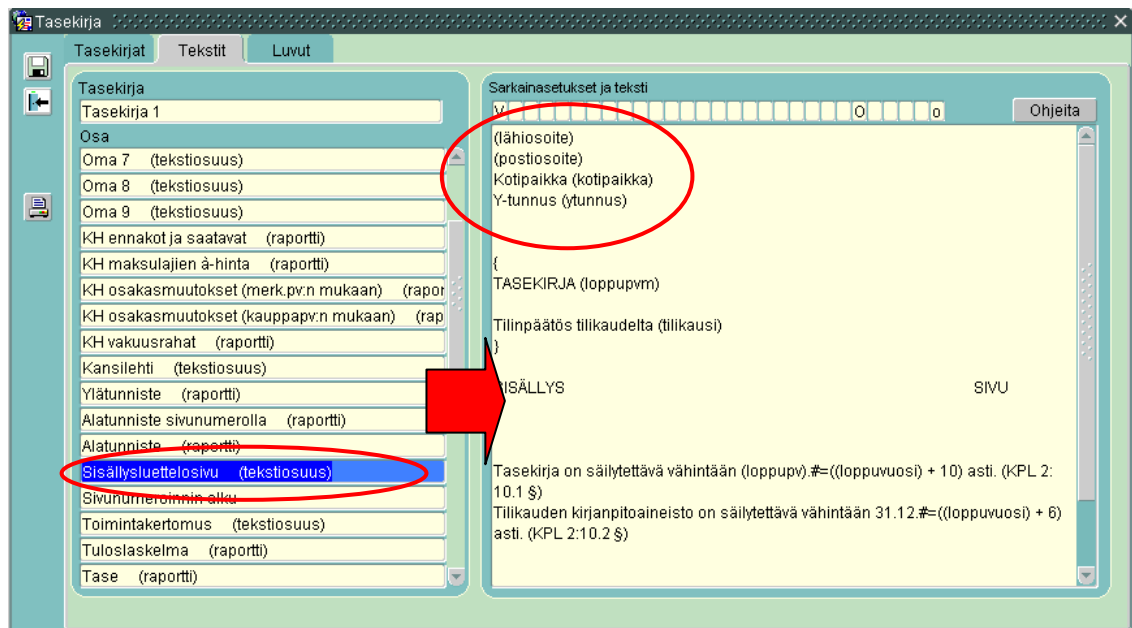 Tasekirja
Tasekirjat Tekstit Luvut
Tasekirja
Tasekirja 1
Osa
Oma 7 (tekstiosuus)
Oma 8 (tekstiosuus)
Oma 9 (tekstiosuus)
KH ennakot ja saatavat (raportti)
KH maksulajien à-hinta (raportti)
KH osakasmuutokset (merk.pv:n mukaan) (rapor
KH osakasmuutokset (kauppapv:n mukaan) (rap
KH vakuusrahat (raportti)
Kansilehti (tekstiosuus)
Ylätunniste (raportti)
Alatunniste sivunumerolla (raportti)
Alatunniste (raportti)
Sisällysluettelosivu (tekstiosuus)
Sivunumeroinnin alku
Toimintakertomus (tekstiosuus)
Tuloslaskelma (raportti)
Tase (raportti)
Sarkainasetukset ja teksti
V O o Ohjeita
(lähiosoite)
(postiosoite)
Kotipaikka (kotipaikka)
Y-tunnus (ytunnus)
{
TASEKIRJA (loppupvm)
Tilinpäätös tilikaudelta (tilikausi)
}
SISÄLLYS SIVU
Tasekirja on säilytettävä vähintään (loppupv).#=((loppuvuosi) + 10) asti. (KPL 2:
10.1 §)
Tilikauden kirjanpitoaineisto on säilytettävä vähintään 31.12.#=((loppuvuosi) + 6)
asti. (KPL 2:10.2 §)